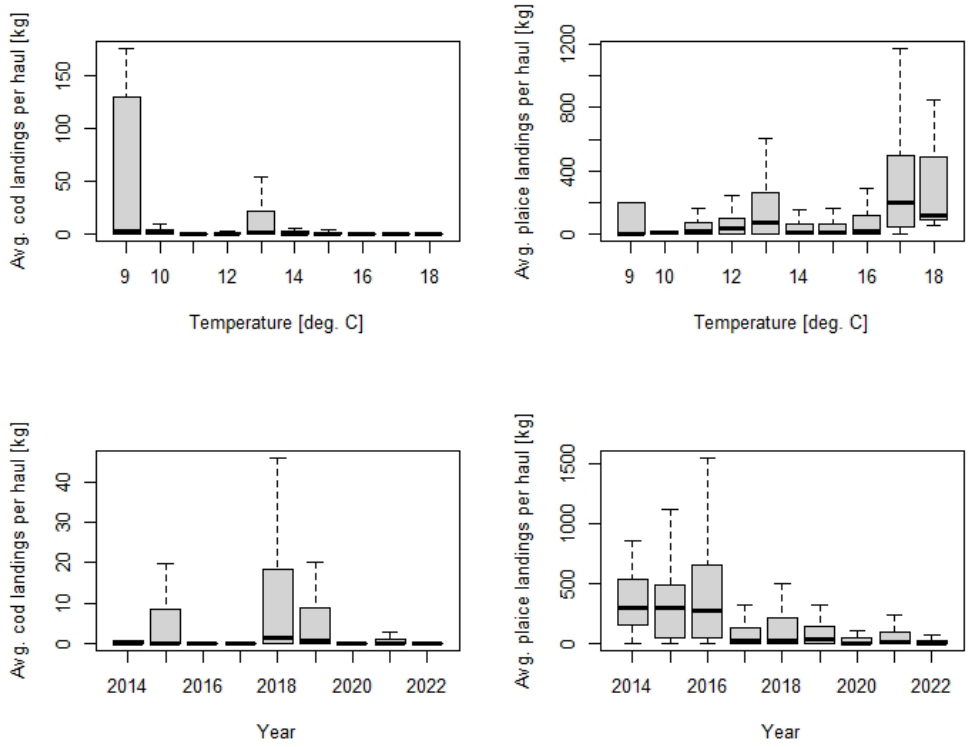 Avg. cod landings per haul [kg]
150
100
50
0
9 10 12 14 16 18
Temperature [deg. C]
Avg. plaice landings per haul [kg]
1200
800
400
0
9 10 12 14 16 18
Temperature [deg. C]
Avg. cod landings per haul [kg]
40
30
20
10
0
2014 2016 2018 2020 2022
Year
Avg. plaice landings per haul [kg]
1500
1000
500
0
2014 2016 2018 2020 2022
Year